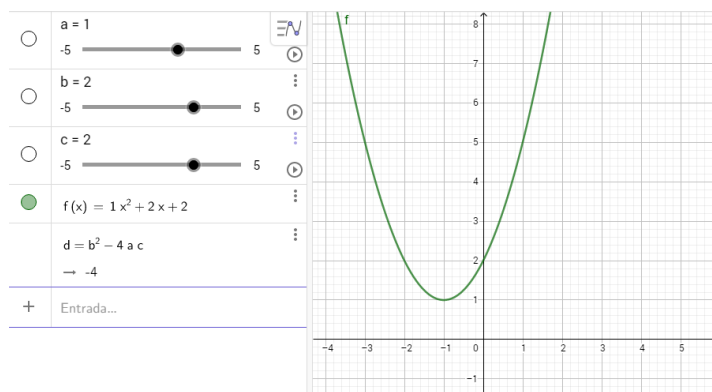 a = 1
-5
5
b = 2
-5
5
c = 2
-5
5
f (x) = 1 x² + 2 x + 2
d = b² − 4 a c
→ -4
+ Entrada...
f
8
7
6
5
4
3
2
1
−4 −3 −2 −1 0 1 2 3 4 5
−1